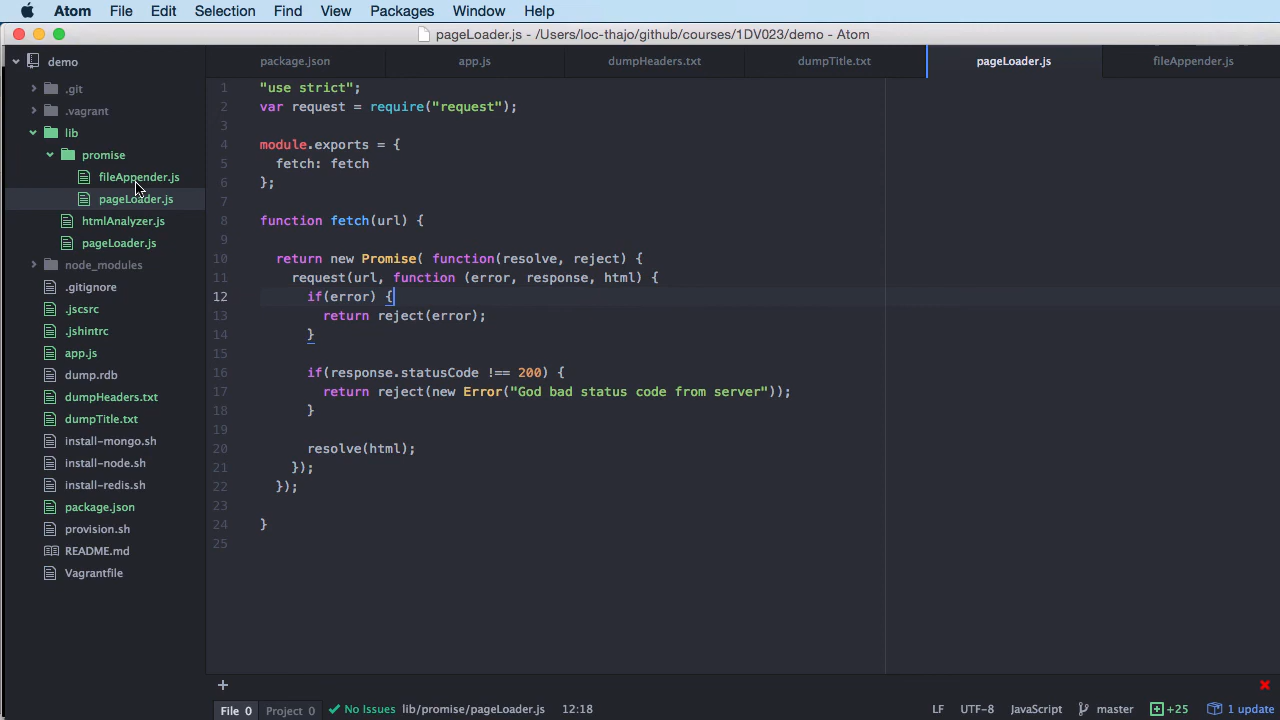 Atom File Edit Selection Find View Packages Window Help
pageLoader.js - /Users/loc-thajo/github/courses/1DV023/demo - Atom
demo
.git
.vagrant
lib
promise
fileAppender.js
pageLoader.js
htmlAnalyzer.js
pageLoader.js
node_modules
.gitignore
.jscsrc
.jshintrc
app.js
dump.rdb
dumpHeaders.txt
dumpTitle.txt
install-mongo.sh
install-node.sh
install-redis.sh
package.json
provision.sh
README.md
Vagrantfile
package.json app.js dumpHeaders.txt dumpTitle.txt pageLoader.js fileAppender.js
1 "use strict";
2 var request = require("request");
3
4 module.exports = {
5 fetch: fetch
6 };
7
8 function fetch(url) {
9
10 return new Promise( function(resolve, reject) {
11 request(url, function (error, response, html) {
12 if(error) {
13 return reject(error);
14 }
15
16 if(response.statusCode !== 200) {
17 return reject(new Error("God bad status code from server"));
18 }
19
20 resolve(html);
21 });
22 });
23
24 }
25
+
File 0 Project 0 No Issues lib/promise/pageLoader.js 12:18 LF UTF-8 JavaScript master +25 1 update